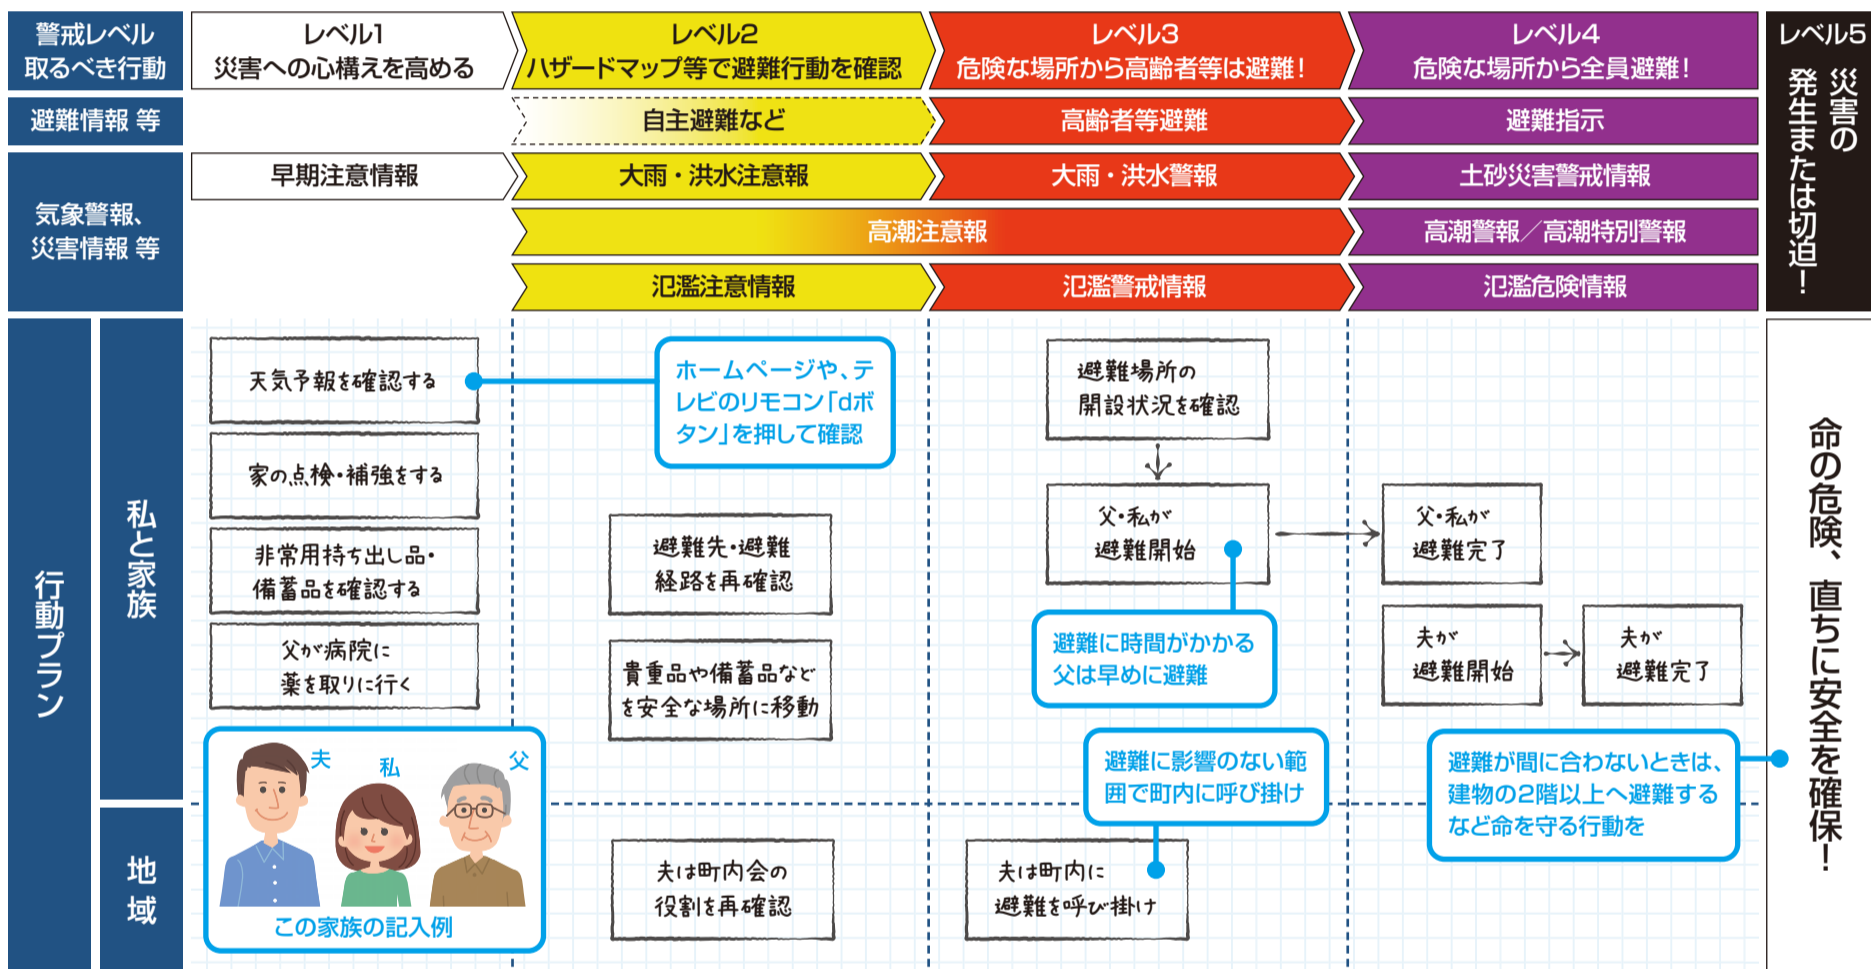 警戒レベル
取るべき行動
レベル1
災害への心構えを高める
レベル2
ハザードマップ等で避難行動を確認
レベル3
危険な場所から高齢者等は避難!
レベル4
危険な場所から全員避難!
レベル5
災害の
発生または切迫!
避難情報 等
自主避難など
高齢者等避難
避難指示
気象警報、
災害情報 等
早期注意情報
大雨・洪水注意報
大雨・洪水警報
土砂災害警戒情報
高潮注意報
高潮警報/高潮特別警報
氾濫注意情報
氾濫警戒情報
氾濫危険情報
行動プラン
私と家族
天気予報を確認する
ホームページや、テ
レビのリモコン「dボ
タン」を押して確認
家の点検・補強をする
非常用持ち出し品・
備蓄品を確認する
父が病院に
薬を取りに行く
避難先・避難
経路を再確認
貴重品や備蓄品など
を安全な場所に移動
避難場所の
開設状況を確認
父・私が
避難開始
避難に時間がかかる
父は早めに避難
父・私が
避難完了
夫が
避難開始
夫が
避難完了
避難に影響のない範
囲で町内に呼び掛け
避難が間に合わないときは、
建物の2階以上へ避難する
など命を守る行動を
命の危険、直ちに安全を確保!
地域
夫
私
父
この家族の記入例
夫は町内会の
役割を再確認
夫は町内に
避難を呼び掛け